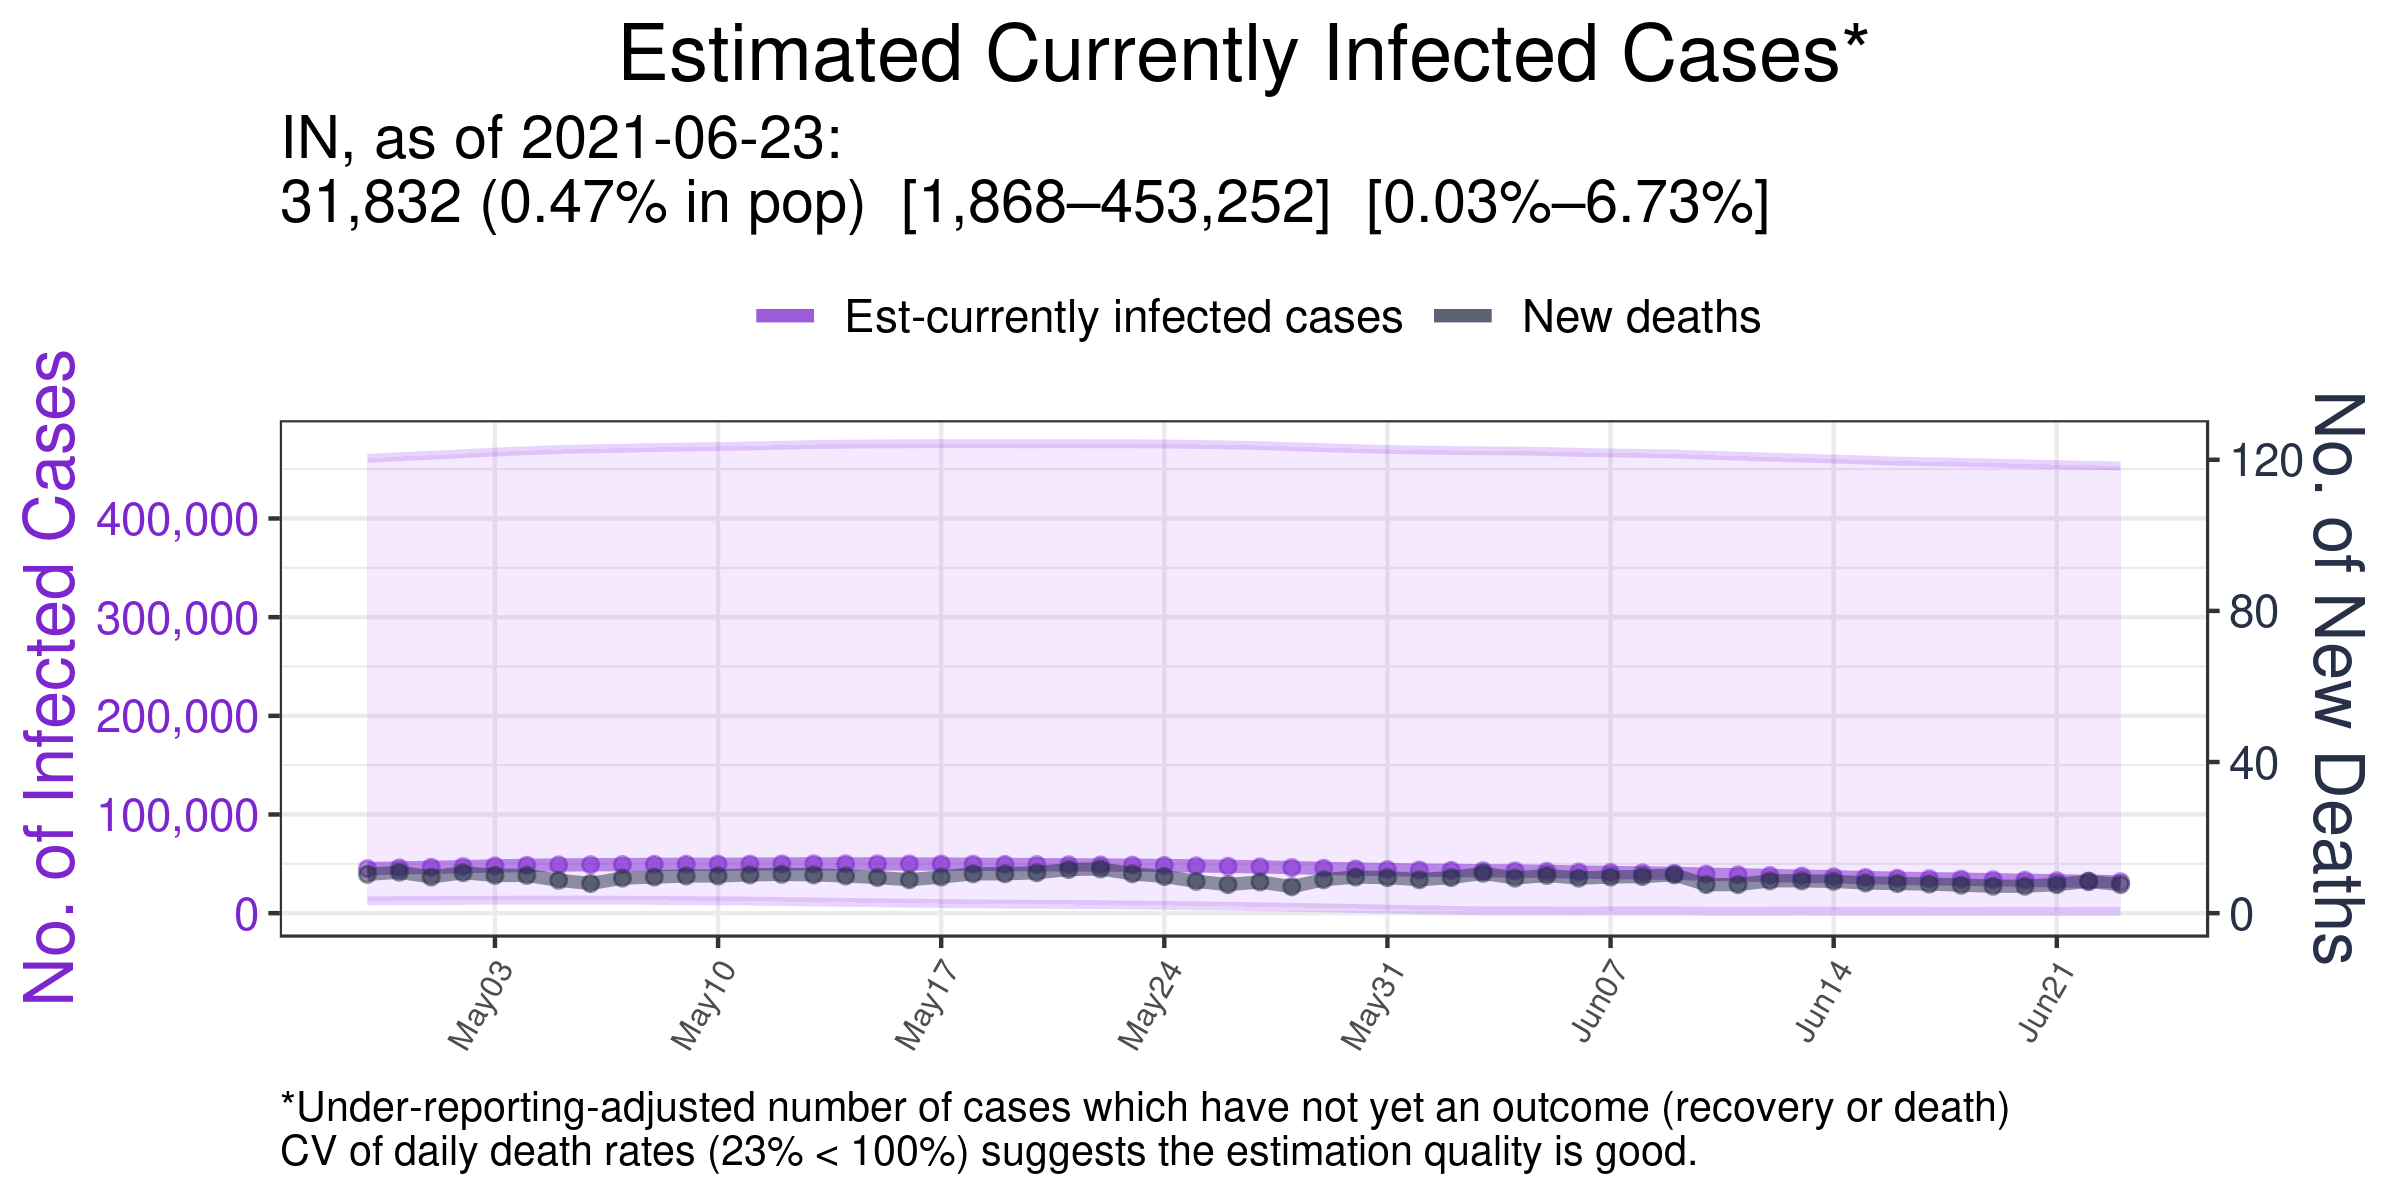 Estimated Currently Infected Cases*
IN, as of 2021-06-23:
31,832 (0.47% in pop)  [1,868–453,252]  [0.03%–6.73%]
Est-currently infected cases
New deaths
No. of Infected Cases
400,000
300,000
200,000
100,000
0
120
80
40
0
No. of New Deaths
May03
May10
May17
May24
May31
Jun07
Jun14
Jun21
*Under-reporting-adjusted number of cases which have not yet an outcome (recovery or death)
CV of daily death rates (23% < 100%) suggests the estimation quality is good.